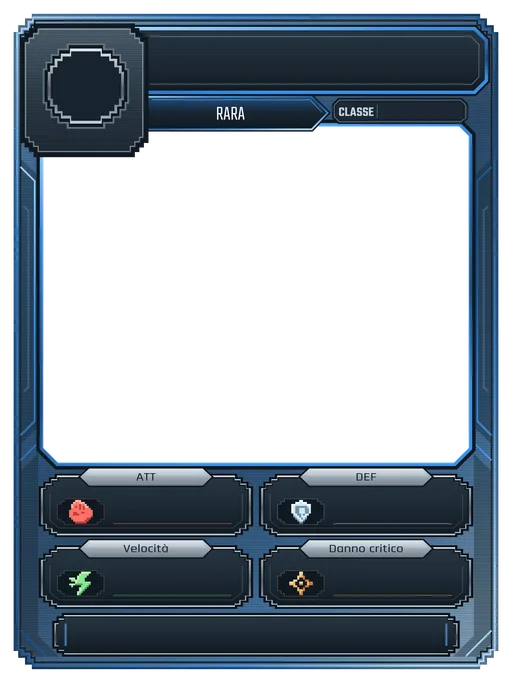 RARA
CLASSE
ATT
DEF
Velocità
Danno critico